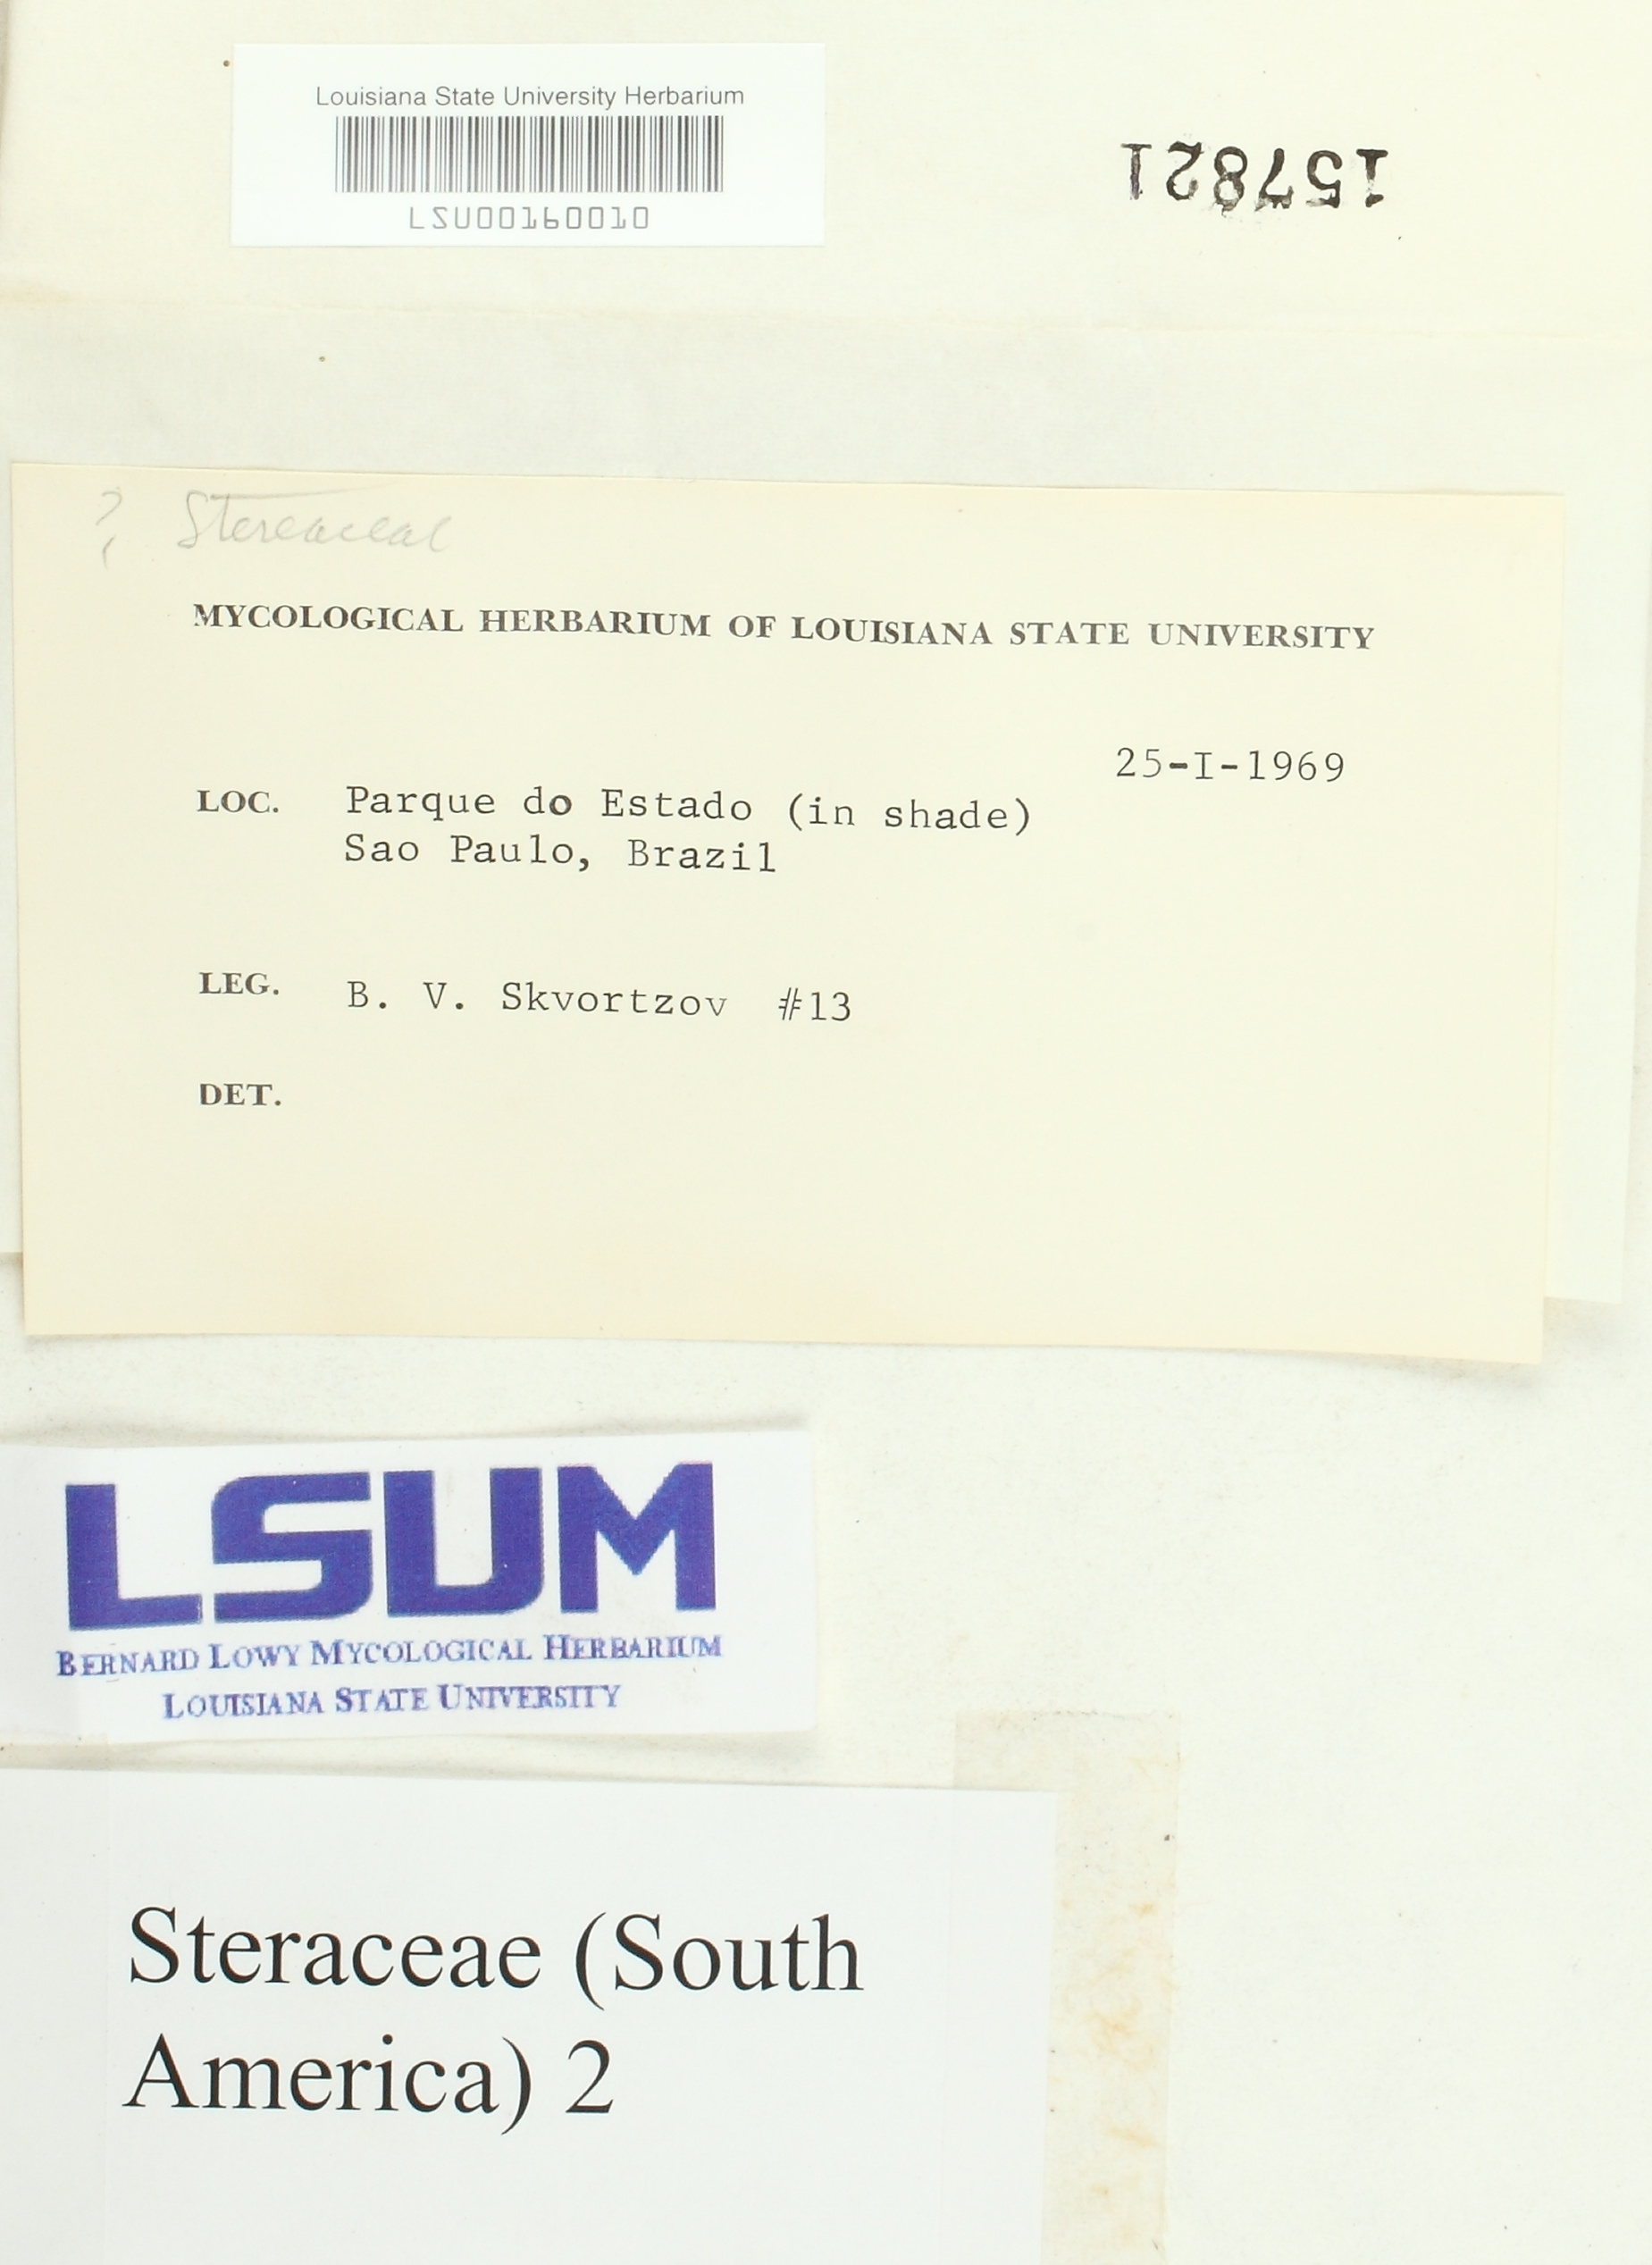 Louisiana State University Herbarium
LSU00160010
157821
? Stereaceae
MYCOLOGICAL HERBARIUM OF LOUISIANA STATE UNIVERSITY
25-I-1969
LOC. Parque do Estado (in shade)
Sao Paulo, Brazil
LEG. B. V. Skvortzov #13
DET.
LSUM
BERNARD LOWY MYCOLOGICAL HERBARIUM
LOUISIANA STATE UNIVERSITY
Steraceae (South
America) 2